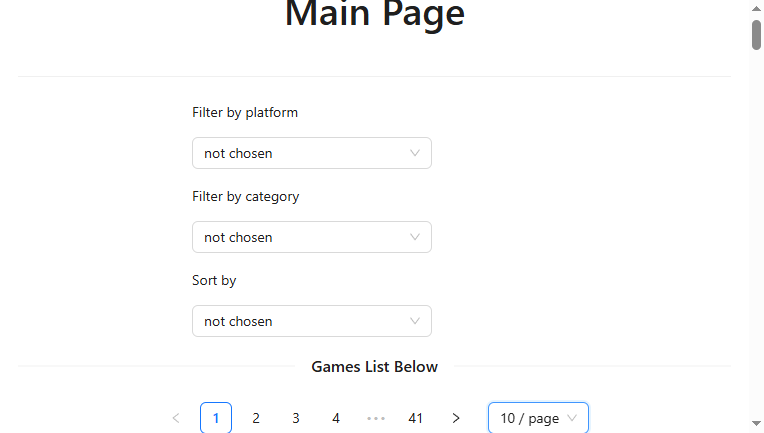 Main Page
Filter by platform
not chosen
Filter by category
not chosen
Sort by
not chosen
Games List Below
1 2 3 4 ••• 41 10 / page